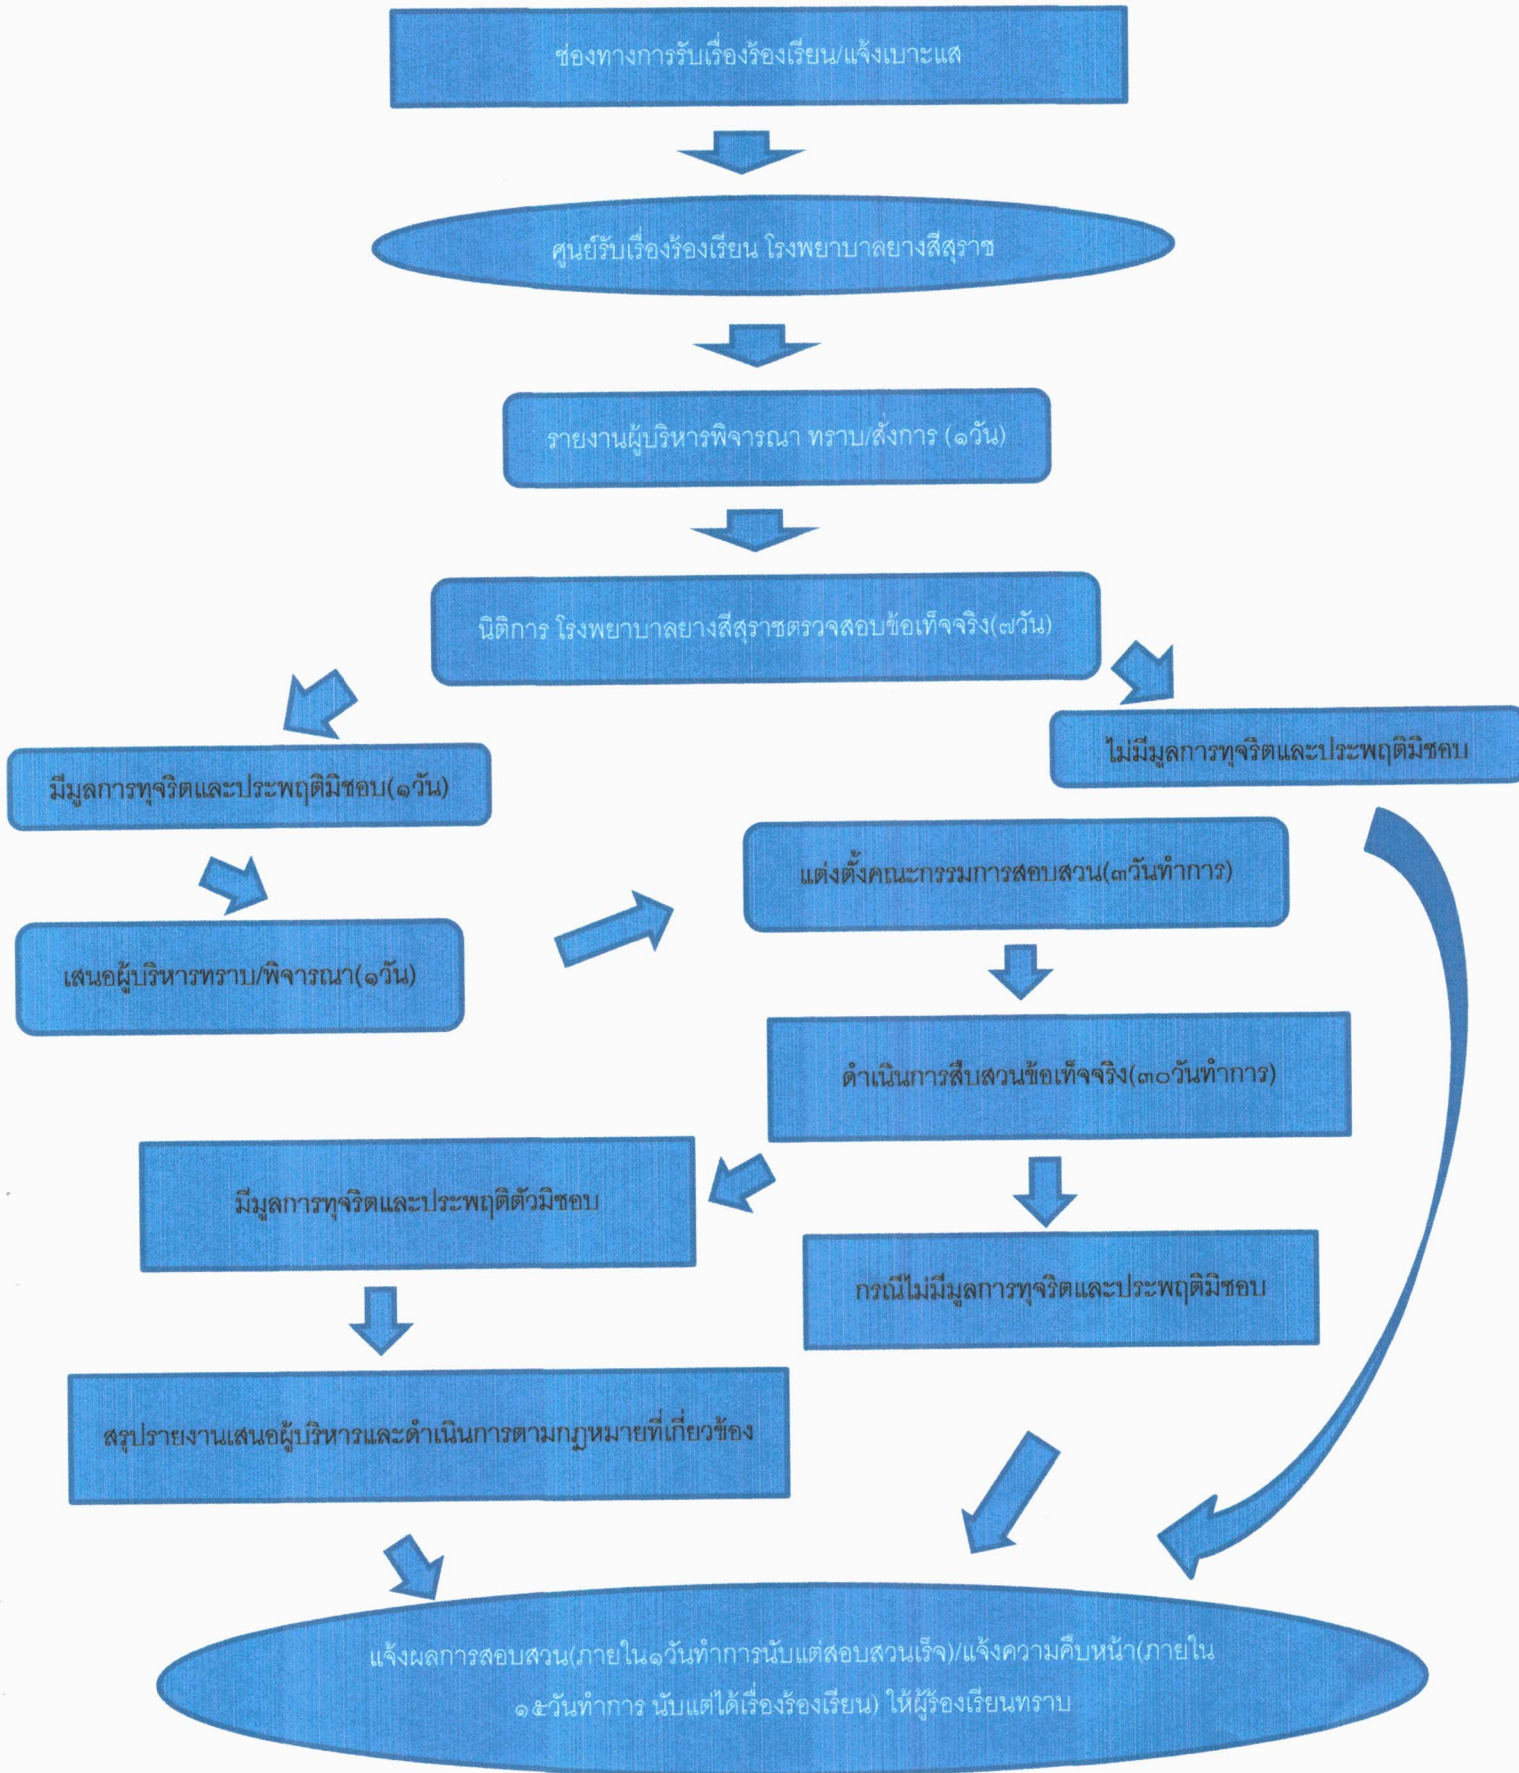 ช่องทางการรับเรื่องร้องเรียน/แจ้งเบาะแส
ศูนย์รับเรื่องร้องเรียน โรงพยาบาลยางสีสุราช
รายงานผู้บริหารพิจารณา ทราบ/สั่งการ (๑วัน)
นิติการ โรงพยาบาลยางสีสุราชตรวจสอบข้อเท็จจริง(๗วัน)
ไม่มีมูลการทุจริตและประพฤติมิชอบ
มีมูลการทุจริตและประพฤติมิชอบ(๑วัน)
แต่งตั้งคณะกรรมการสอบสวน(๓วันทำการ)
เสนอผู้บริหารทราบ/พิจารณา(๑วัน)
ดำเนินการสืบสวนข้อเท็จจริง(๓๐วันทำการ)
มีมูลการทุจริตและประพฤติตัวมิชอบ
กรณีไม่มีมูลการทุจริตและประพฤติมิชอบ
สรุปรายงานเสนอผู้บริหารและดำเนินการตามกฎหมายที่เกี่ยวข้อง
แจ้งผลการสอบสวน(ภายใน๑วันทำการนับแต่สอบสวนเร็จ)/แจ้งความคืบหน้า(ภายใน
๑๕วันทำการ นับแต่ได้เรื่องร้องเรียน) ให้ผู้ร้องเรียนทราบ